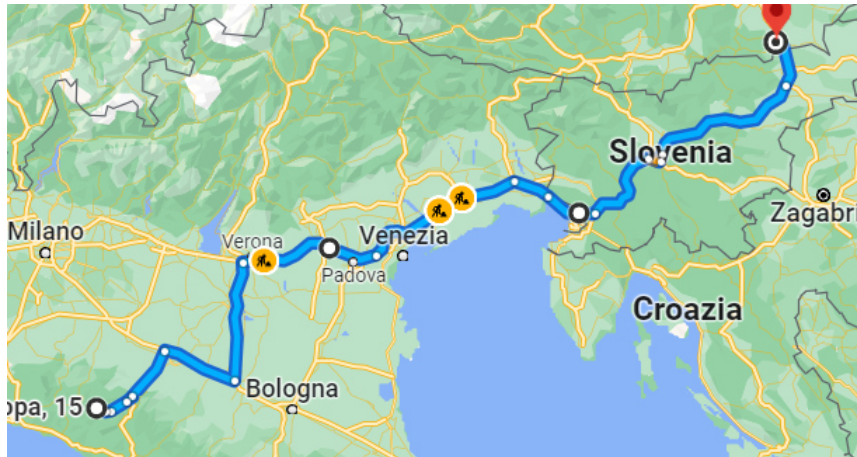 Milano
Verona
Venezia
Padova
Slovenia
Zagabri
Croazia
Bologna
opa, 15